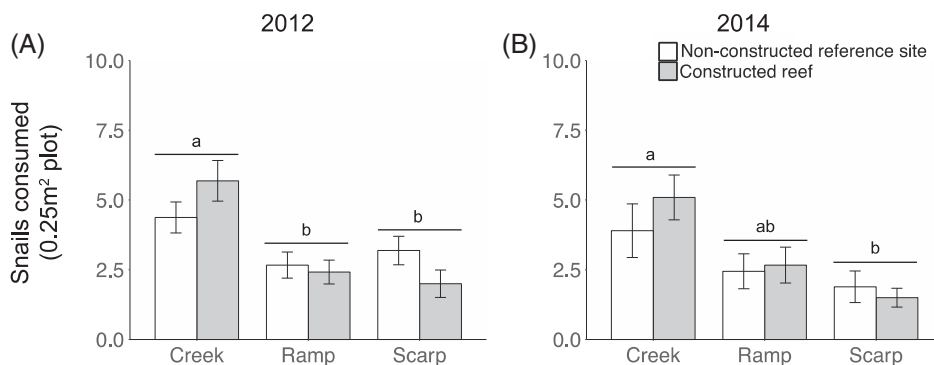 (A)
2012
Snails consumed
(0.25m² plot)
10.0
7.5
5.0
2.5
0.0
a
b
b
Creek Ramp Scarp
(B)
2014
Non-constructed reference site
Constructed reef
10.0
7.5
5.0
2.5
0.0
a
ab
b
Creek Ramp Scarp